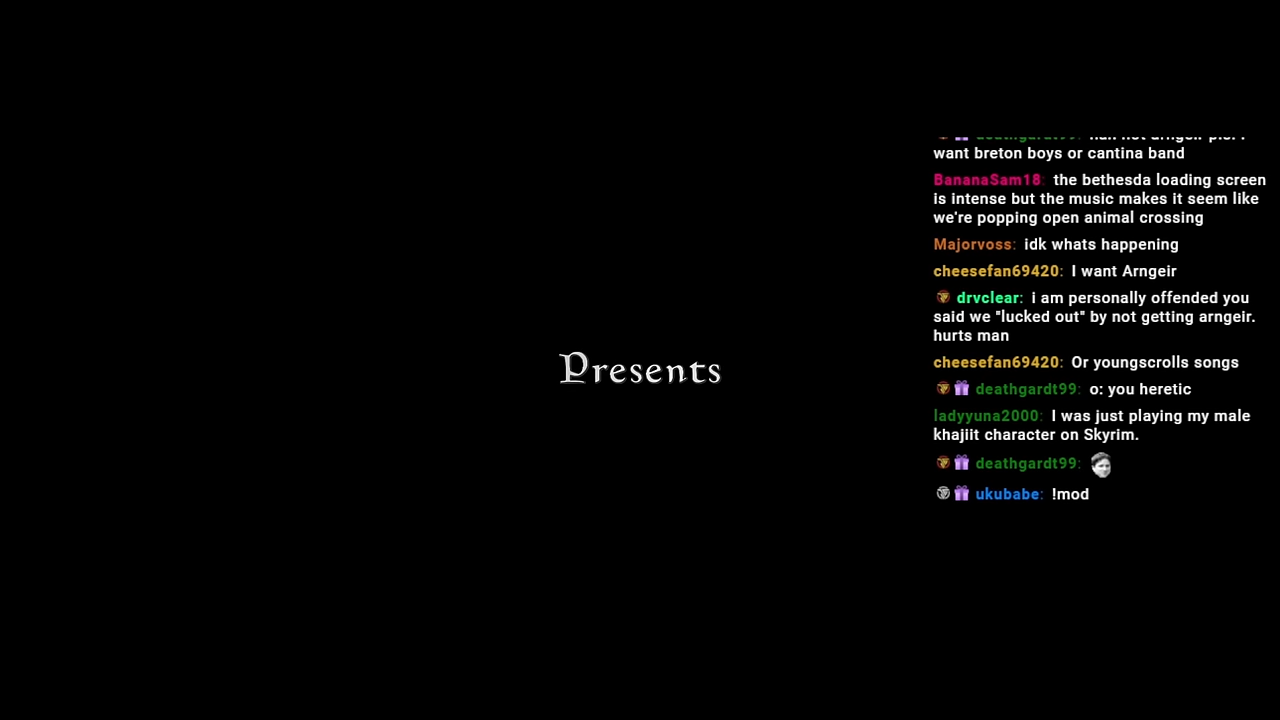 Presents
want breton boys or cantina band
BananaSam18: the bethesda loading screen
is intense but the music makes it seem like
we're popping open animal crossing
Majorvoss: idk whats happening
cheesefan69420: I want Arngeir
drvclear: i am personally offended you
said we "lucked out" by not getting arngeir.
hurts man
cheesefan69420: Or youngscrolls songs
deathgardt99: o: you heretic
ladyyuna2000: I was just playing my male
khajiit character on Skyrim.
deathgardt99:
ukubabe: !mod